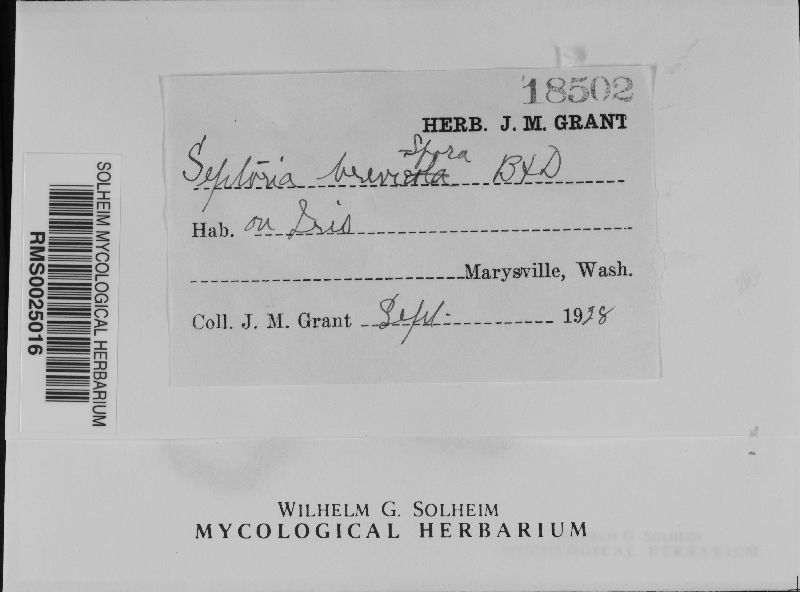 18502
HERB. J. M. GRANT
Septoria brevispora B&D
Hab. on Iris
Marysville, Wash.
Coll. J. M. Grant Sept. 1928
SOLHEIM MYCOLOGICAL HERBARIUM
RMS0025016
WILHELM G. SOLHEIM
MYCOLOGICAL HERBARIUM